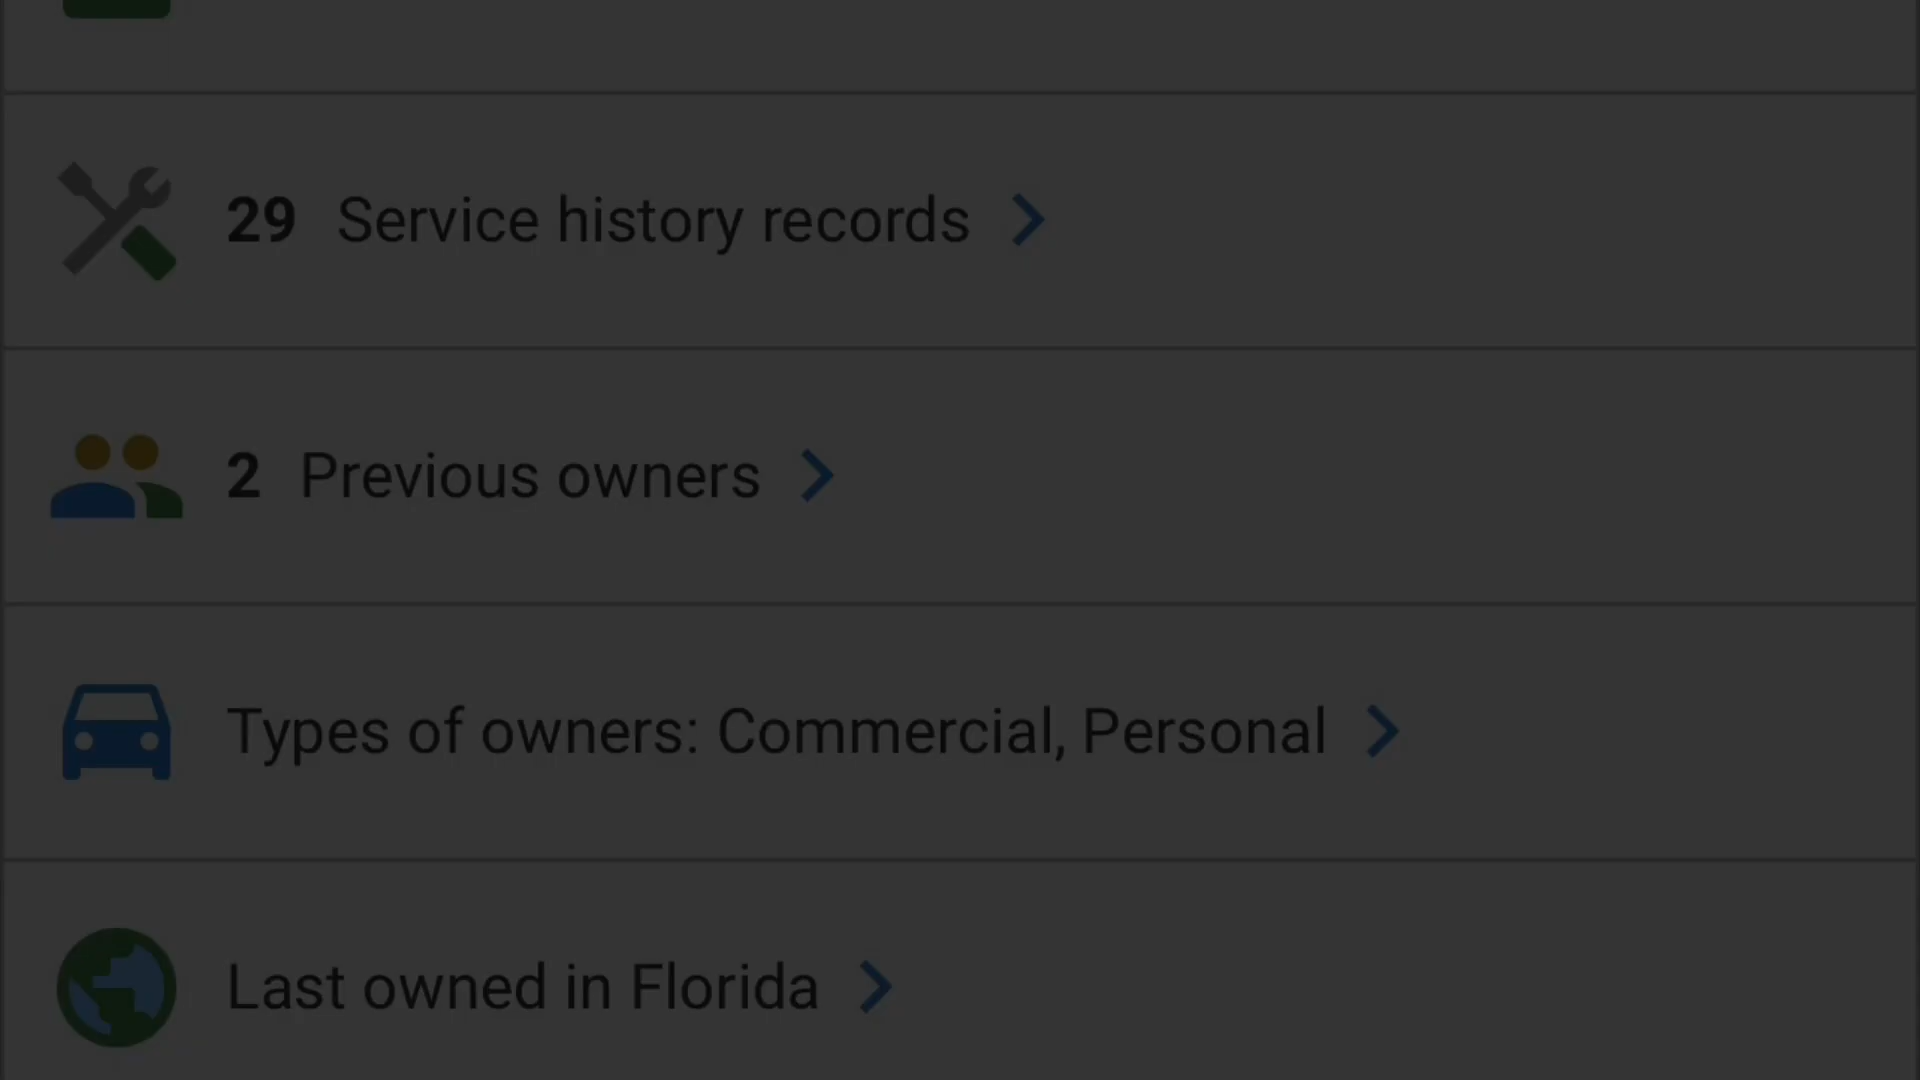 29 Service history records
2 Previous owners
Types of owners: Commercial, Personal
Last owned in Florida